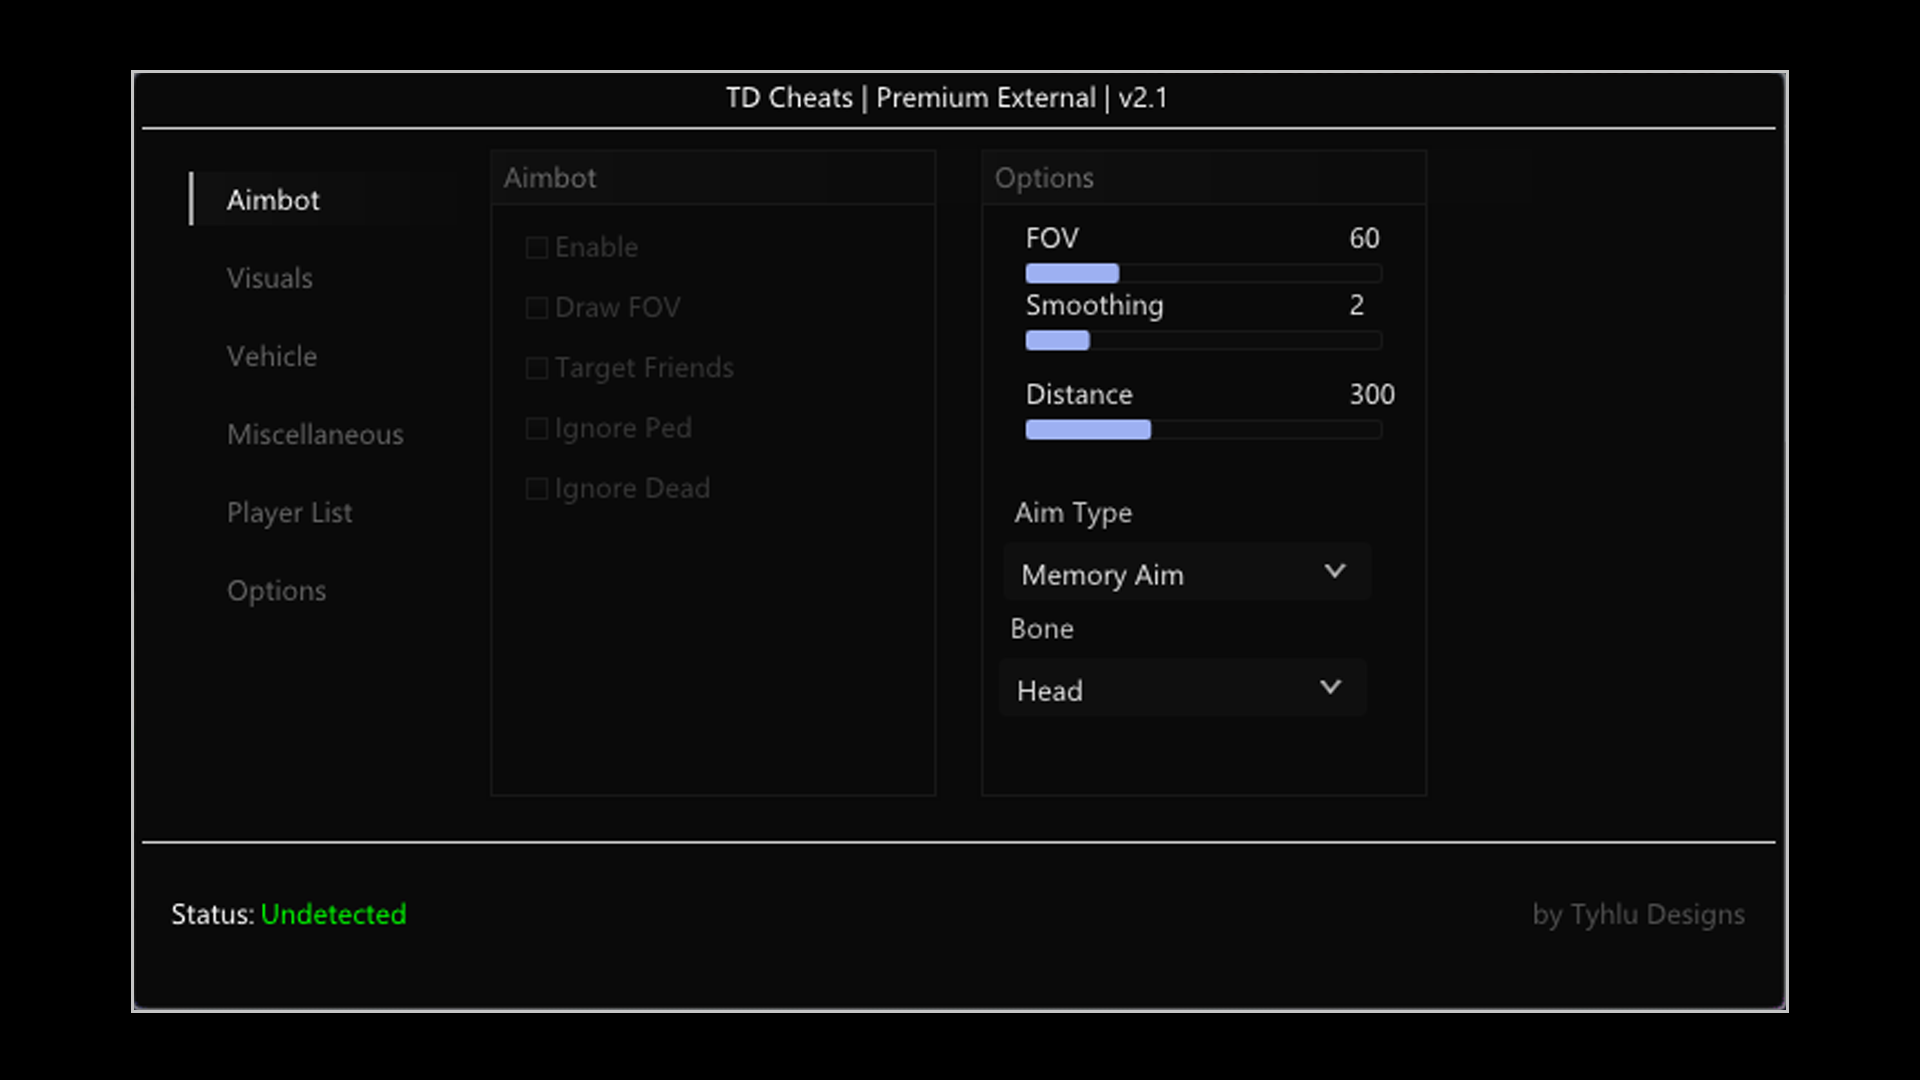 TD Cheats | Premium External | v2.1
Aimbot
Visuals
Vehicle
Miscellaneous
Player List
Options
Aimbot
Enable
Draw FOV
Target Friends
Ignore Ped
Ignore Dead
Options
FOV 60
Smoothing 2
Distance 300
Aim Type
Memory Aim
Bone
Head
Status: Undetected
by Tyhlu Designs